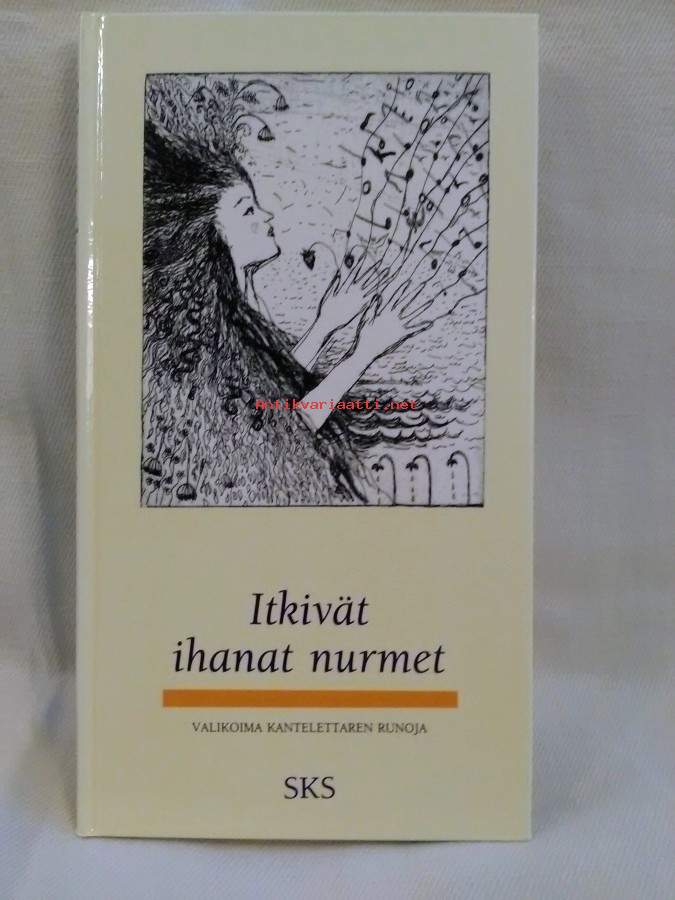 Antikvariaatti.net
Itkivät
ihanat nurmet
VALIKOIMA KANTELETTAREN RUNOJA
SKS